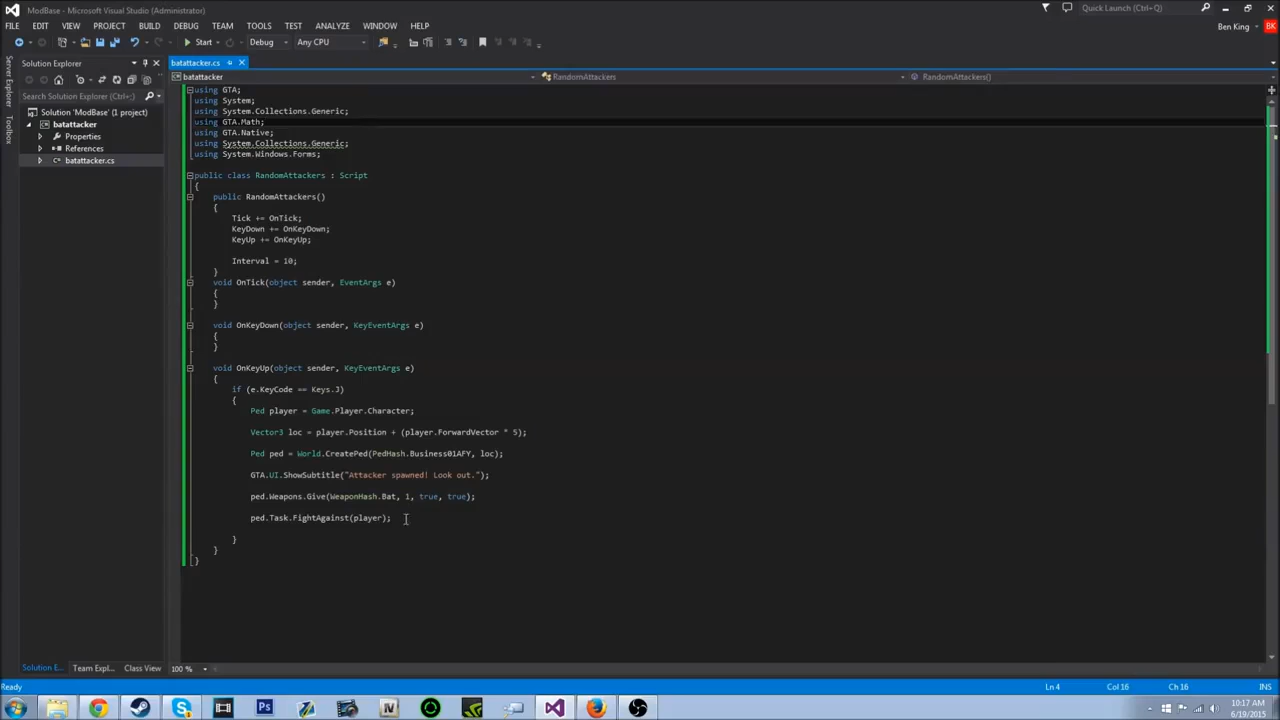 ModBase - Microsoft Visual Studio (Administrator)
Quick Launch (Ctrl+Q)
FILE EDIT VIEW PROJECT BUILD DEBUG TEAM TOOLS TEST ANALYZE WINDOW HELP
Ben King
BK
Start Debug Any CPU
Server Explorer
Toolbox
Solution Explorer
Search Solution Explorer (Ctrl+;)
Solution 'ModBase' (1 project)
batattacker
Properties
References
batattacker.cs
batattacker.cs
batattacker
RandomAttackers
RandomAttackers()
using GTA;
using System;
using System.Collections.Generic;
using GTA.Math;
using GTA.Native;
using System.Collections.Generic;
using System.Windows.Forms;
public class RandomAttackers : Script
{
public RandomAttackers()
{
Tick += OnTick;
KeyDown += OnKeyDown;
KeyUp += OnKeyUp;
Interval = 10;
}
void OnTick(object sender, EventArgs e)
{
}
void OnKeyDown(object sender, KeyEventArgs e)
{
}
void OnKeyUp(object sender, KeyEventArgs e)
{
if (e.KeyCode == Keys.J)
{
Ped player = Game.Player.Character;
Vector3 loc = player.Position + (player.ForwardVector * 5);
Ped ped = World.CreatePed(PedHash.Business01AFY, loc);
GTA.UI.ShowSubtitle("Attacker spawned! Look out.");
ped.Weapons.Give(WeaponHash.Bat, 1, true, true);
ped.Task.FightAgainst(player);
}
}
}
Solution E... Team Expl... Class View
100 %
Ready
Ln 4 Col 16 Ch 16 INS
10:17 AM
6/19/2015